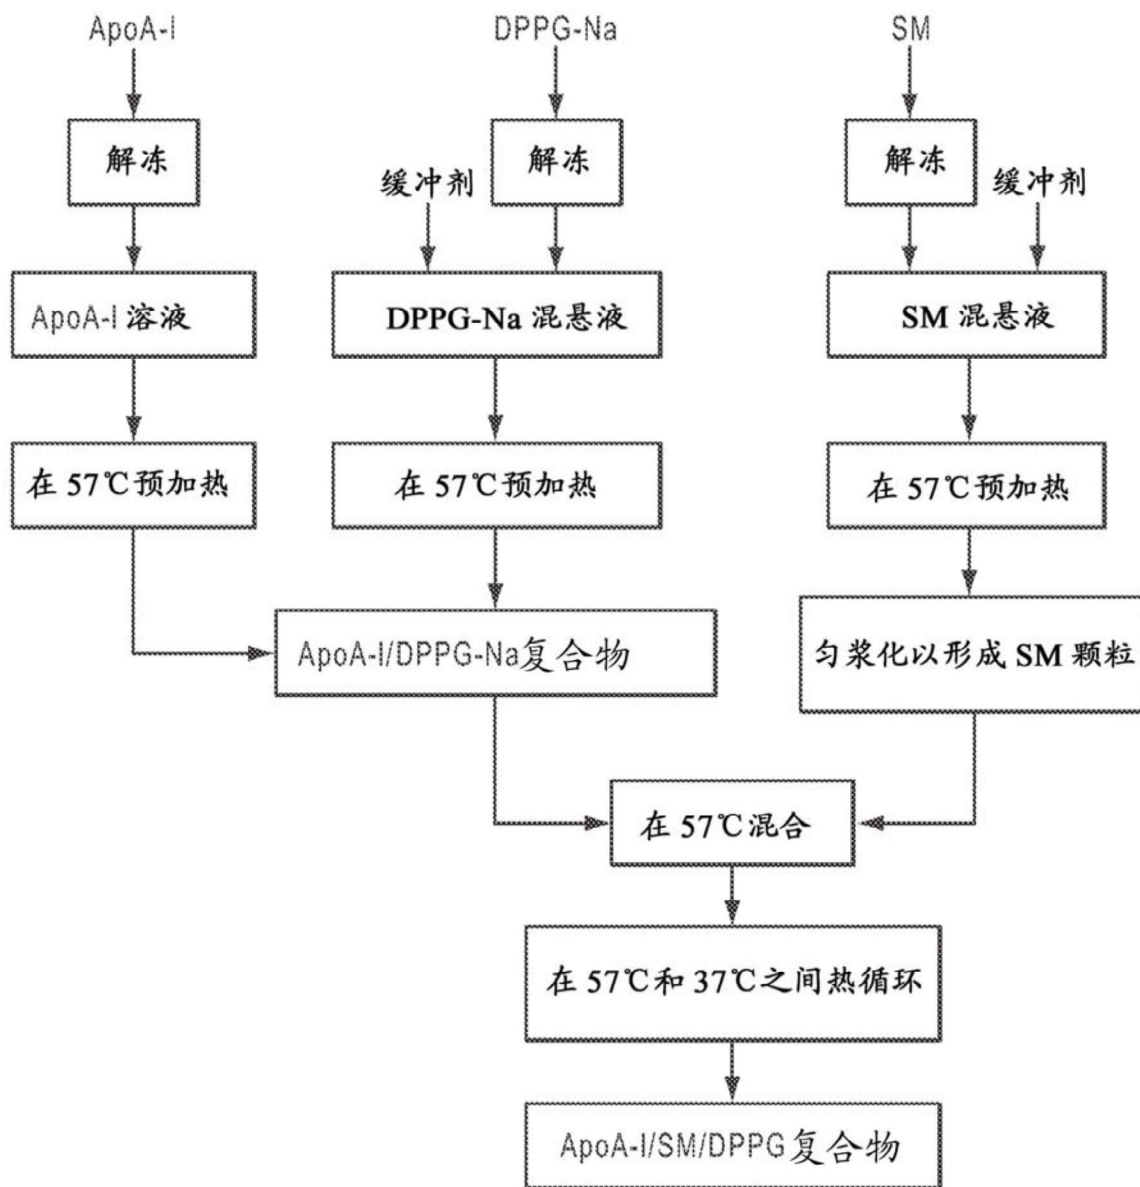 ApoA-I
DPPG-Na
SM
解冻
缓冲剂
解冻
解冻
缓冲剂
ApoA-I 溶液
DPPG-Na 混悬液
SM 混悬液
在 57℃预加热
在 57℃预加热
在 57℃预加热
ApoA-I/DPPG-Na复合物
匀浆化以形成 SM 颗粒
在 57℃混合
在 57℃和 37℃之间热循环
ApoA-I/SM/DPPG复合物